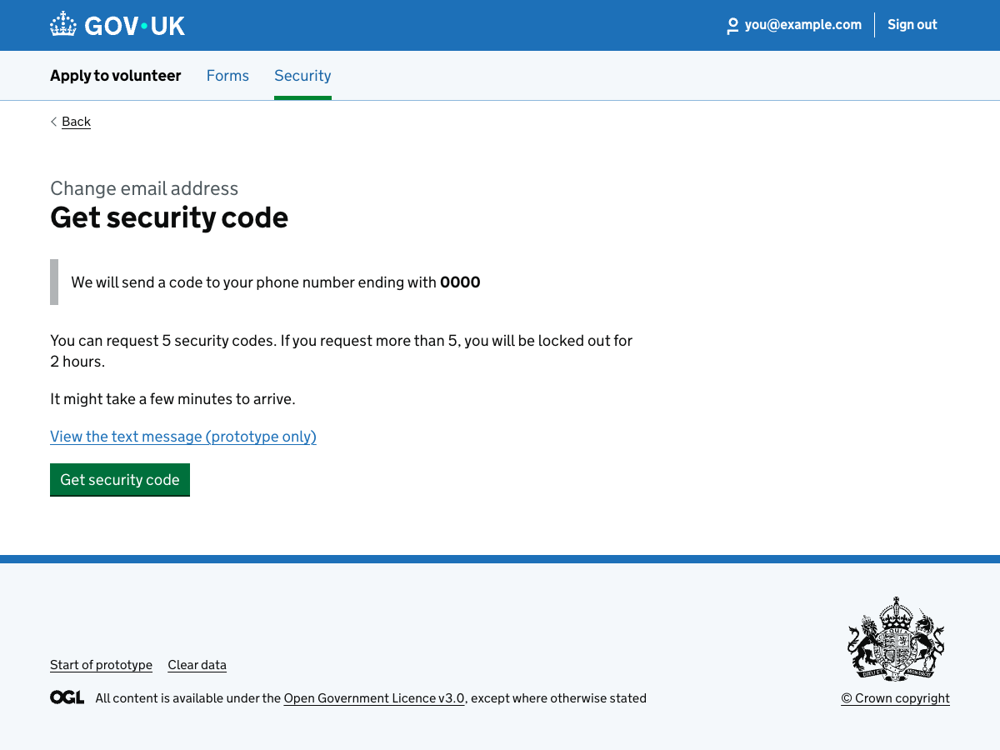 GOV•UK
you@example.com
Sign out
Apply to volunteer
Forms
Security
Back
Change email address
Get security code
We will send a code to your phone number ending with 0000
You can request 5 security codes. If you request more than 5, you will be locked out for
2 hours.
It might take a few minutes to arrive.
View the text message (prototype only)
Get security code
Start of prototype
Clear data
OGL
All content is available under the Open Government Licence v3.0, except where otherwise stated
© Crown copyright